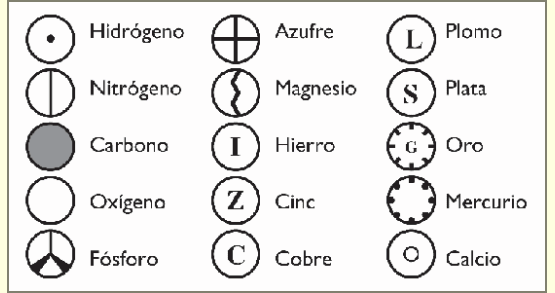 Hidrógeno Azufre L Plomo
Nitrógeno Magnesio S Plata
Carbono I Hierro G Oro
Oxígeno Z Cinc Mercurio
Fósforo C Cobre Calcio